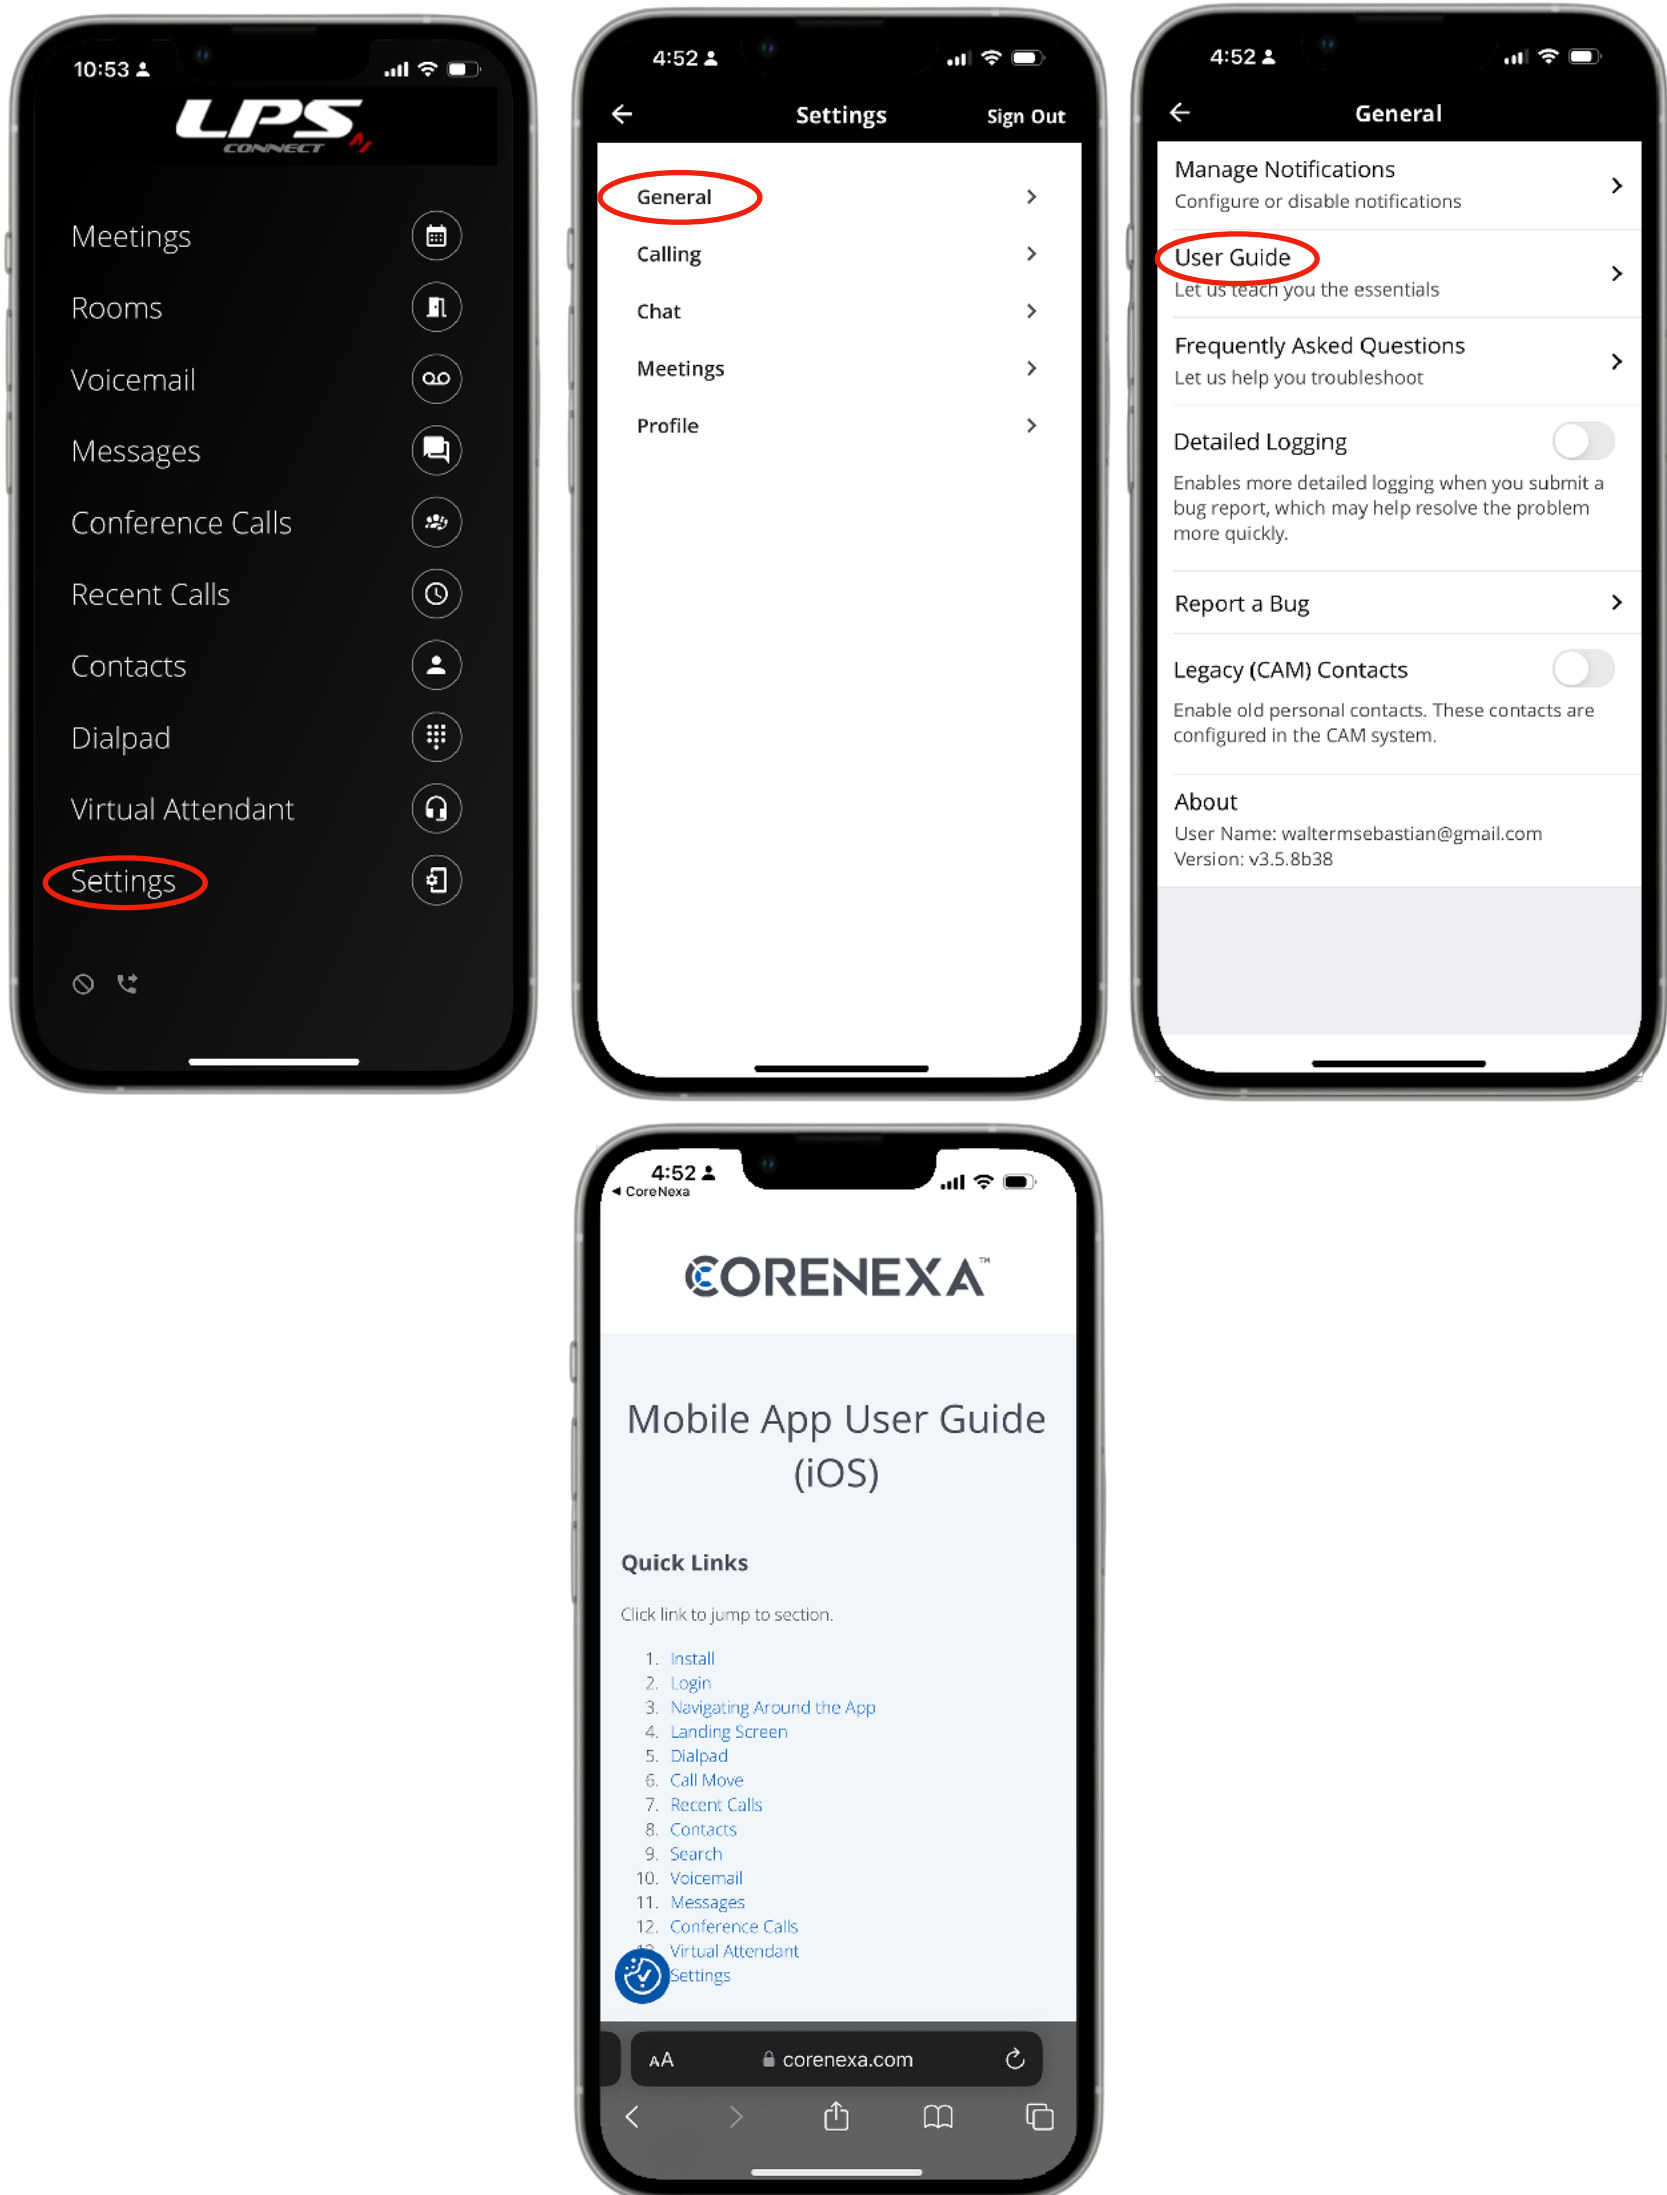 10:53
LPS
CONNECT
Meetings
Rooms
Voicemail
Messages
Conference Calls
Recent Calls
Contacts
Dialpad
Virtual Attendant
Settings
4:52
Settings
Sign Out
General
Calling
Chat
Meetings
Profile
4:52
General
Manage Notifications
Configure or disable notifications
User Guide
Let us teach you the essentials
Frequently Asked Questions
Let us help you troubleshoot
Detailed Logging
Enables more detailed logging when you submit a
bug report, which may help resolve the problem
more quickly.
Report a Bug
Legacy (CAM) Contacts
Enable old personal contacts. These contacts are
configured in the CAM system.
About
User Name: waltermsebastian@gmail.com
Version: v3.5.8b38
4:52
CoreNexa
CORENEXA™
Mobile App User Guide
(iOS)
Quick Links
Click link to jump to section.
1. Install
2. Login
3. Navigating Around the App
4. Landing Screen
5. Dialpad
6. Call Move
7. Recent Calls
8. Contacts
9. Search
10. Voicemail
11. Messages
12. Conference Calls
13. Virtual Attendant
Settings
AA
corenexa.com